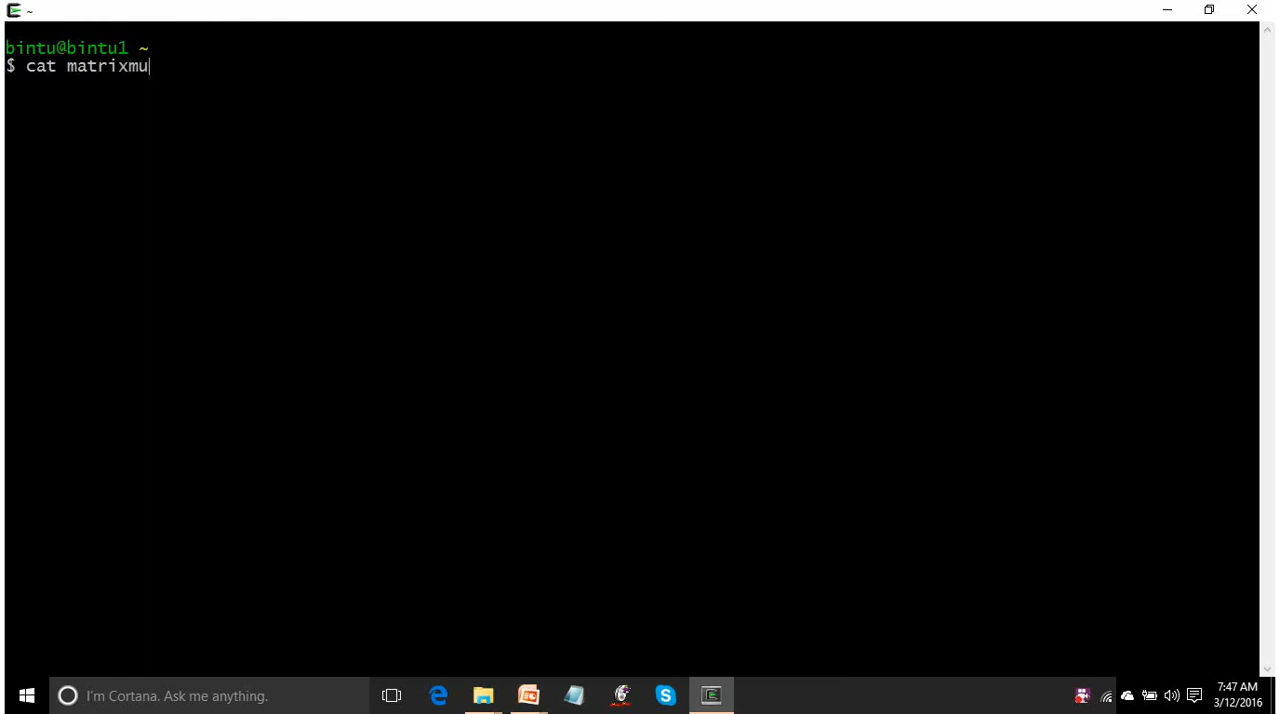 ~
bintu@bintu1 ~
$ cat matrixmu
I'm Cortana. Ask me anything.
7:47 AM
3/12/2016